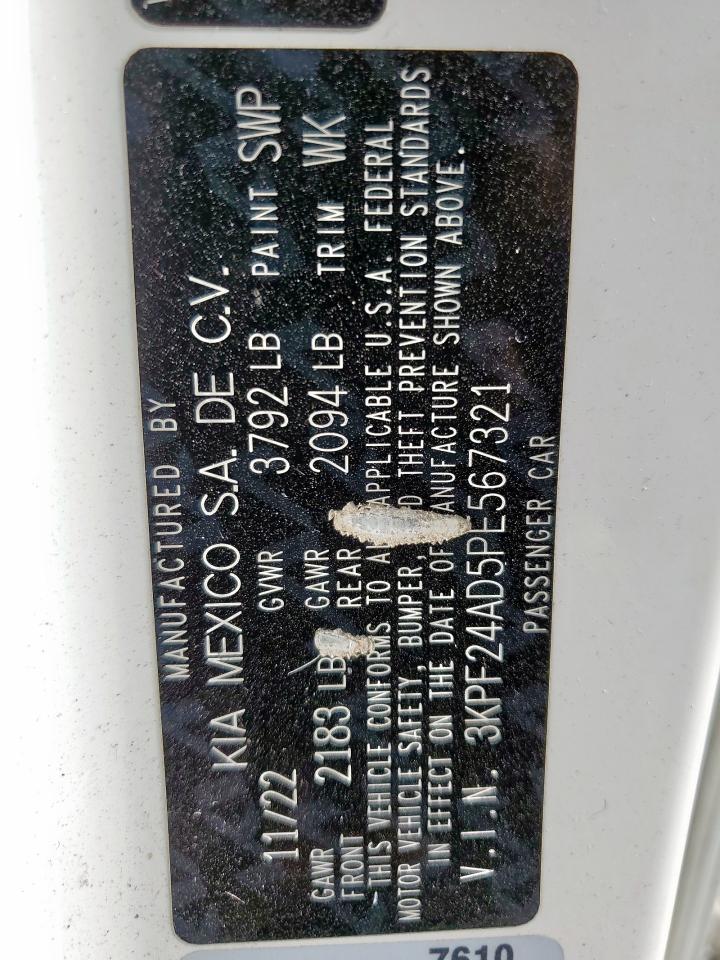 MANUFACTURED BY
KIA MEXICO S.A. DE C.V.
11/22 GVWR 3792 LB PAINT SWP
GAWR FRONT 2183 LB GAWR REAR 2094 LB TRIM WK
THIS VEHICLE CONFORMS TO APPLICABLE U.S.A. FEDERAL
MOTOR VEHICLE SAFETY, BUMPER, THEFT PREVENTION STANDARDS
IN EFFECT ON THE DATE OF MANUFACTURE SHOWN ABOVE.
V.I.N. 3KPF24AD5PE567321
PASSENGER CAR
7610